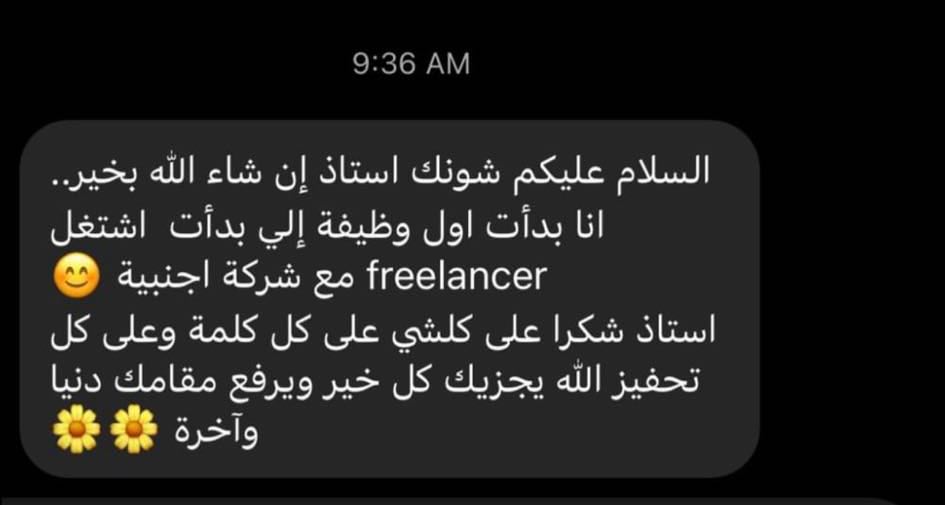 9:36 AM
السلام عليكم شونك استاذ إن شاء الله بخير..
انا بدأت اول وظيفة إلي بدأت اشتغل
freelancer مع شركة اجنبية 😊
استاذ شكرا على كلشي على كل كلمة وعلى كل
تحفيز الله يجزيك كل خير ويرفع مقامك دنيا
وآخرة 🌼🌼